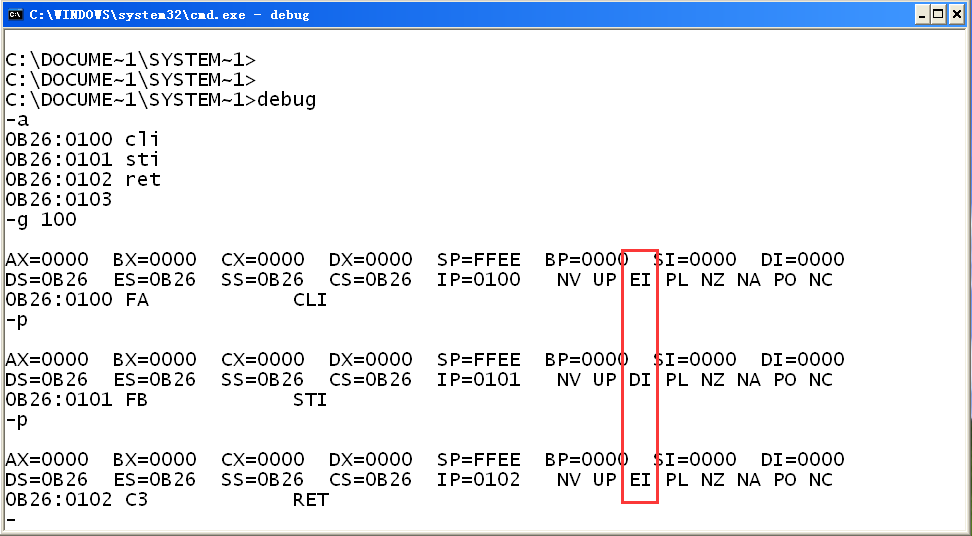 C:\WINDOWS\system32\cmd.exe - debug
C:\DOCUME~1\SYSTEM~1>
C:\DOCUME~1\SYSTEM~1>
C:\DOCUME~1\SYSTEM~1>debug
-a
0B26:0100 cli
0B26:0101 sti
0B26:0102 ret
0B26:0103
-g 100
AX=0000  BX=0000  CX=0000  DX=0000  SP=FFEE  BP=0000  SI=0000  DI=0000
DS=0B26  ES=0B26  SS=0B26  CS=0B26  IP=0100   NV UP EI PL NZ NA PO NC
0B26:0100 FA            CLI
-p
AX=0000  BX=0000  CX=0000  DX=0000  SP=FFEE  BP=0000  SI=0000  DI=0000
DS=0B26  ES=0B26  SS=0B26  CS=0B26  IP=0101   NV UP DI PL NZ NA PO NC
0B26:0101 FB            STI
-p
AX=0000  BX=0000  CX=0000  DX=0000  SP=FFEE  BP=0000  SI=0000  DI=0000
DS=0B26  ES=0B26  SS=0B26  CS=0B26  IP=0102   NV UP EI PL NZ NA PO NC
0B26:0102 C3            RET
-